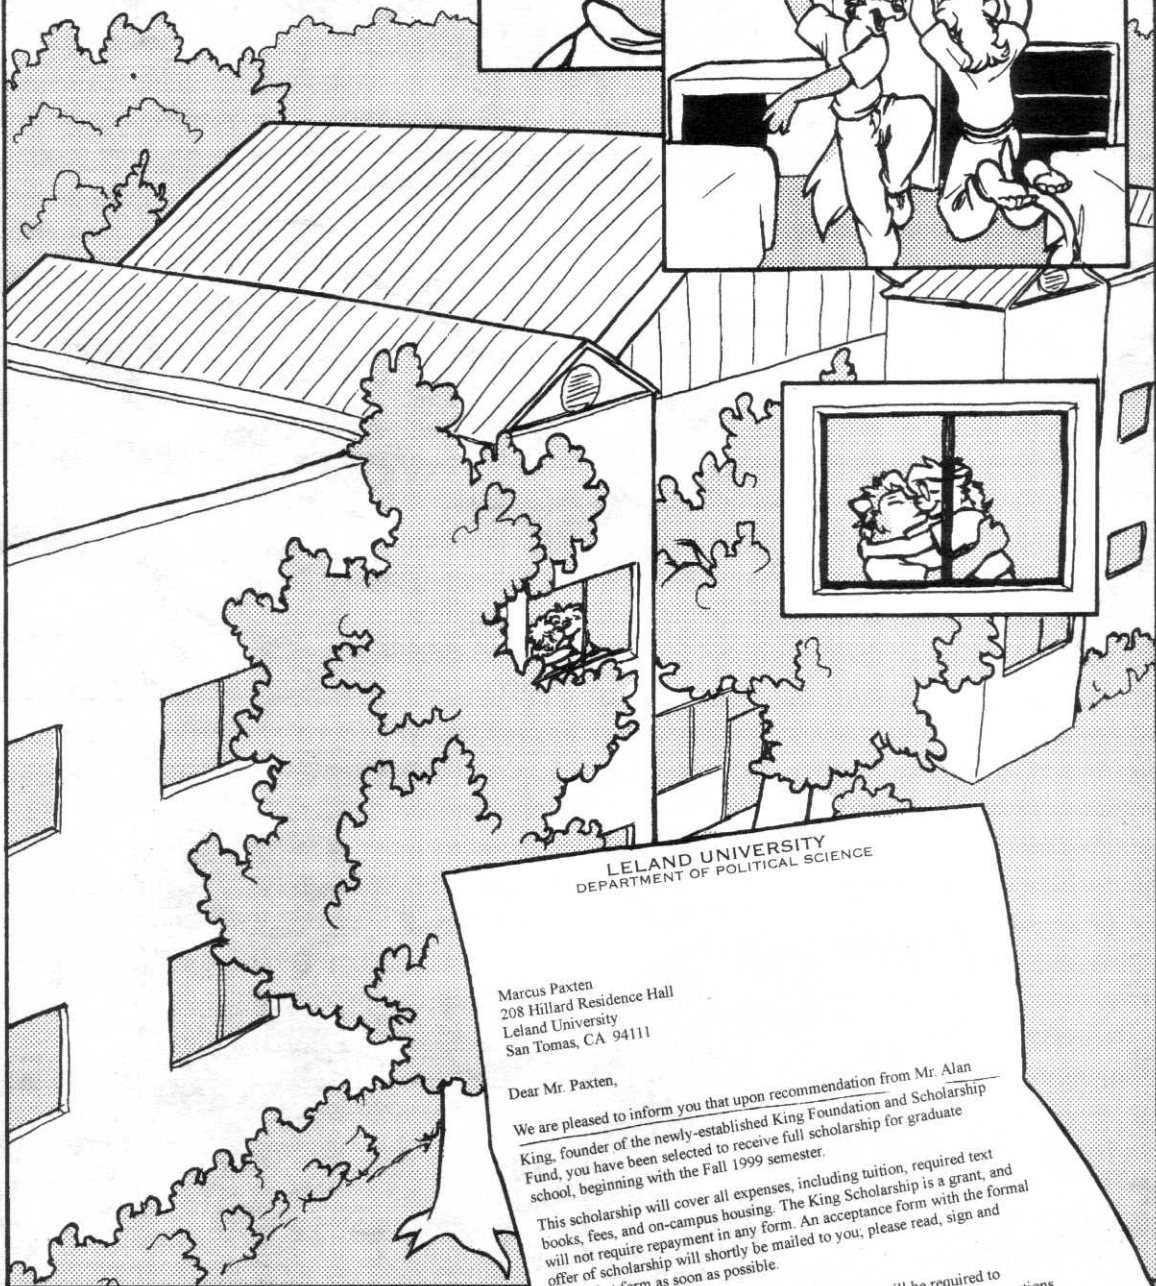 LELAND UNIVERSITY
DEPARTMENT OF POLITICAL SCIENCE
Marcus Paxten
208 Hillard Residence Hall
Leland University
San Tomas, CA 94111
Dear Mr. Paxten,
We are pleased to inform you that upon recommendation from Mr. Alan
King, founder of the newly-established King Foundation and Scholarship
Fund, you have been selected to receive full scholarship for graduate
school, beginning with the Fall 1999 semester.
This scholarship will cover all expenses, including tuition, required text
books, fees, and on-campus housing. The King Scholarship is a grant, and
will not require repayment in any form. An acceptance form with the formal
offer of scholarship will shortly be mailed to you; please read, sign and
form as soon as possible.
be required to